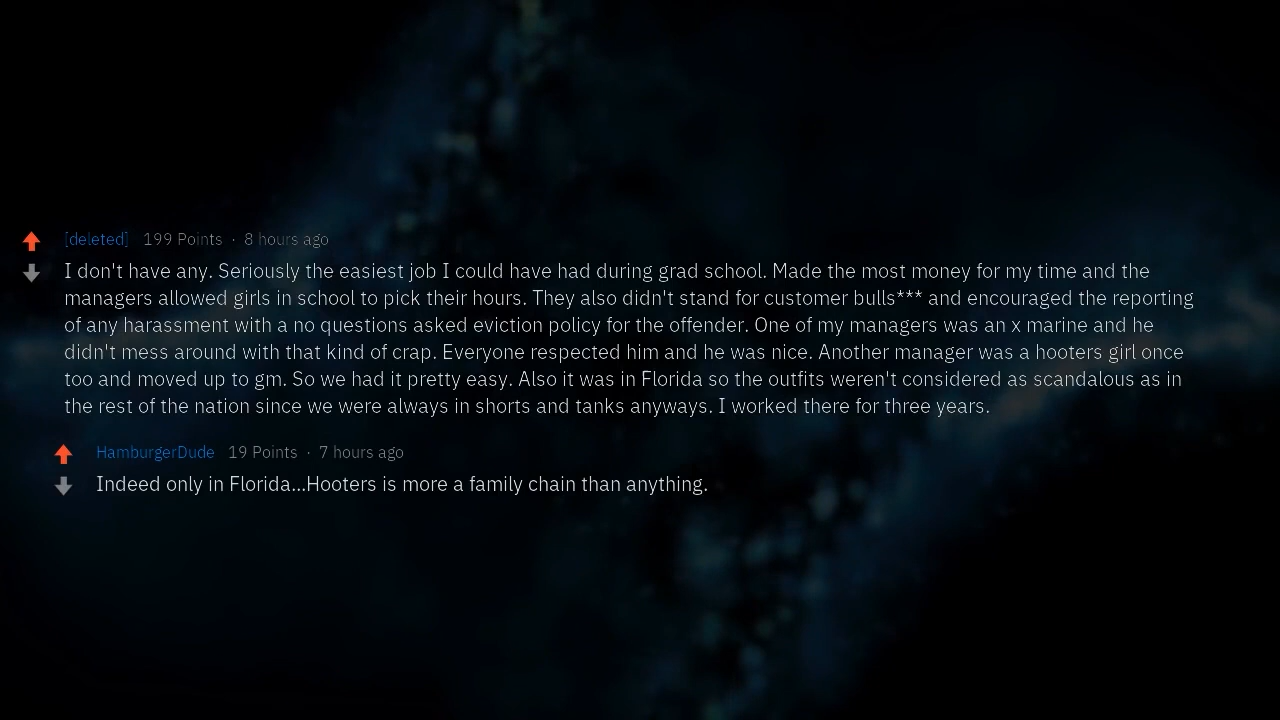 [deleted] 199 Points · 8 hours ago
I don't have any. Seriously the easiest job I could have had during grad school. Made the most money for my time and the
managers allowed girls in school to pick their hours. They also didn't stand for customer bulls*** and encouraged the reporting
of any harassment with a no questions asked eviction policy for the offender. One of my managers was an x marine and he
didn't mess around with that kind of crap. Everyone respected him and he was nice. Another manager was a hooters girl once
too and moved up to gm. So we had it pretty easy. Also it was in Florida so the outfits weren't considered as scandalous as in
the rest of the nation since we were always in shorts and tanks anyways. I worked there for three years.
HamburgerDude 19 Points · 7 hours ago
Indeed only in Florida...Hooters is more a family chain than anything.